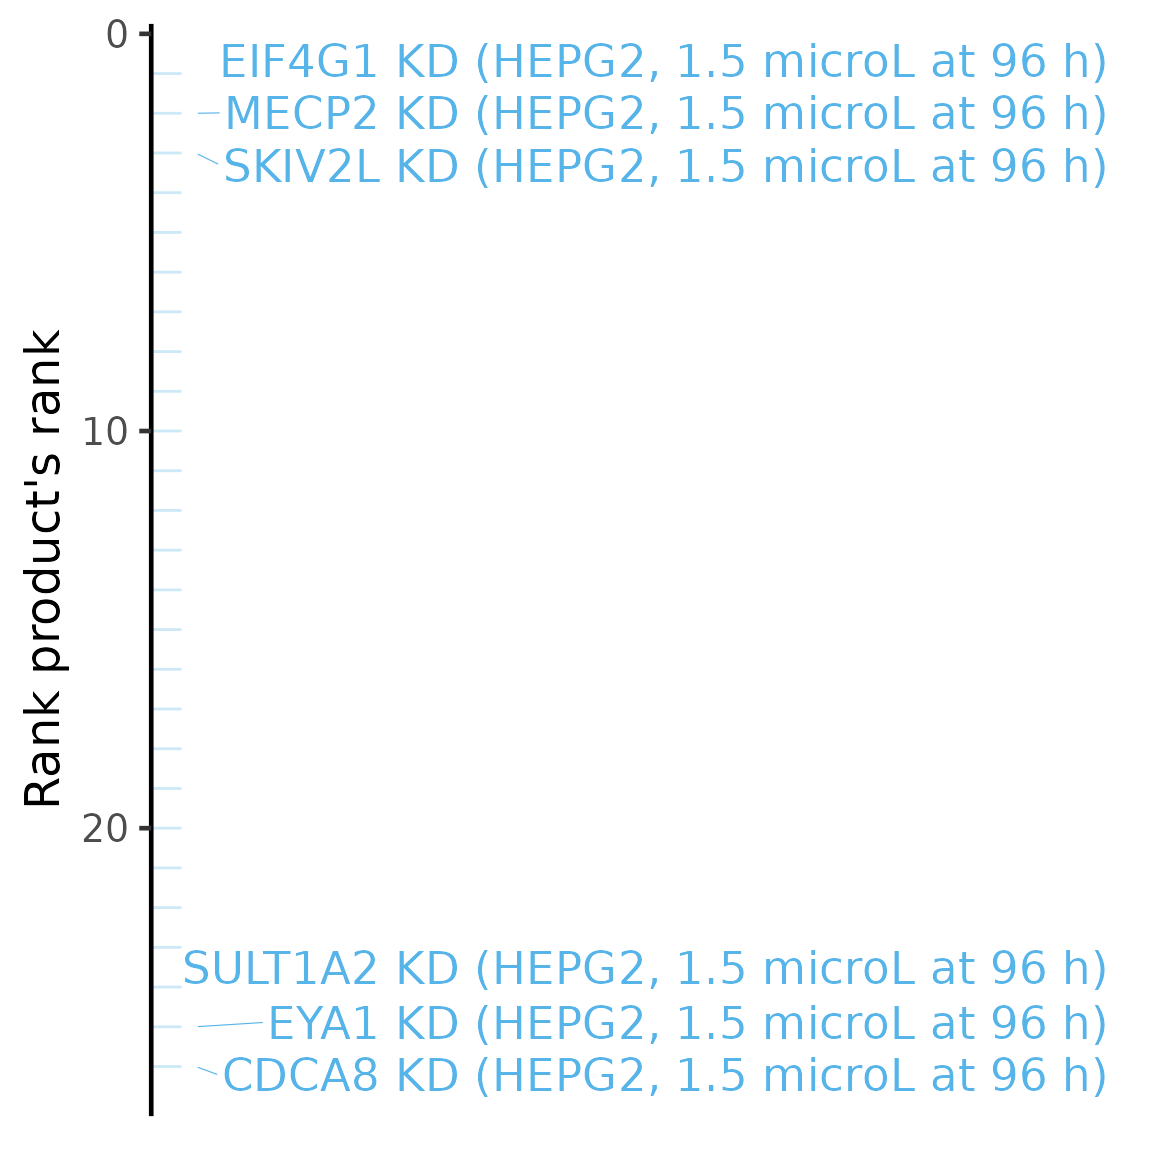 0
EIF4G1 KD (HEPG2, 1.5 microL at 96 h)
MECP2 KD (HEPG2, 1.5 microL at 96 h)
SKIV2L KD (HEPG2, 1.5 microL at 96 h)
Rank product's rank
10
20
SULT1A2 KD (HEPG2, 1.5 microL at 96 h)
EYA1 KD (HEPG2, 1.5 microL at 96 h)
CDCA8 KD (HEPG2, 1.5 microL at 96 h)